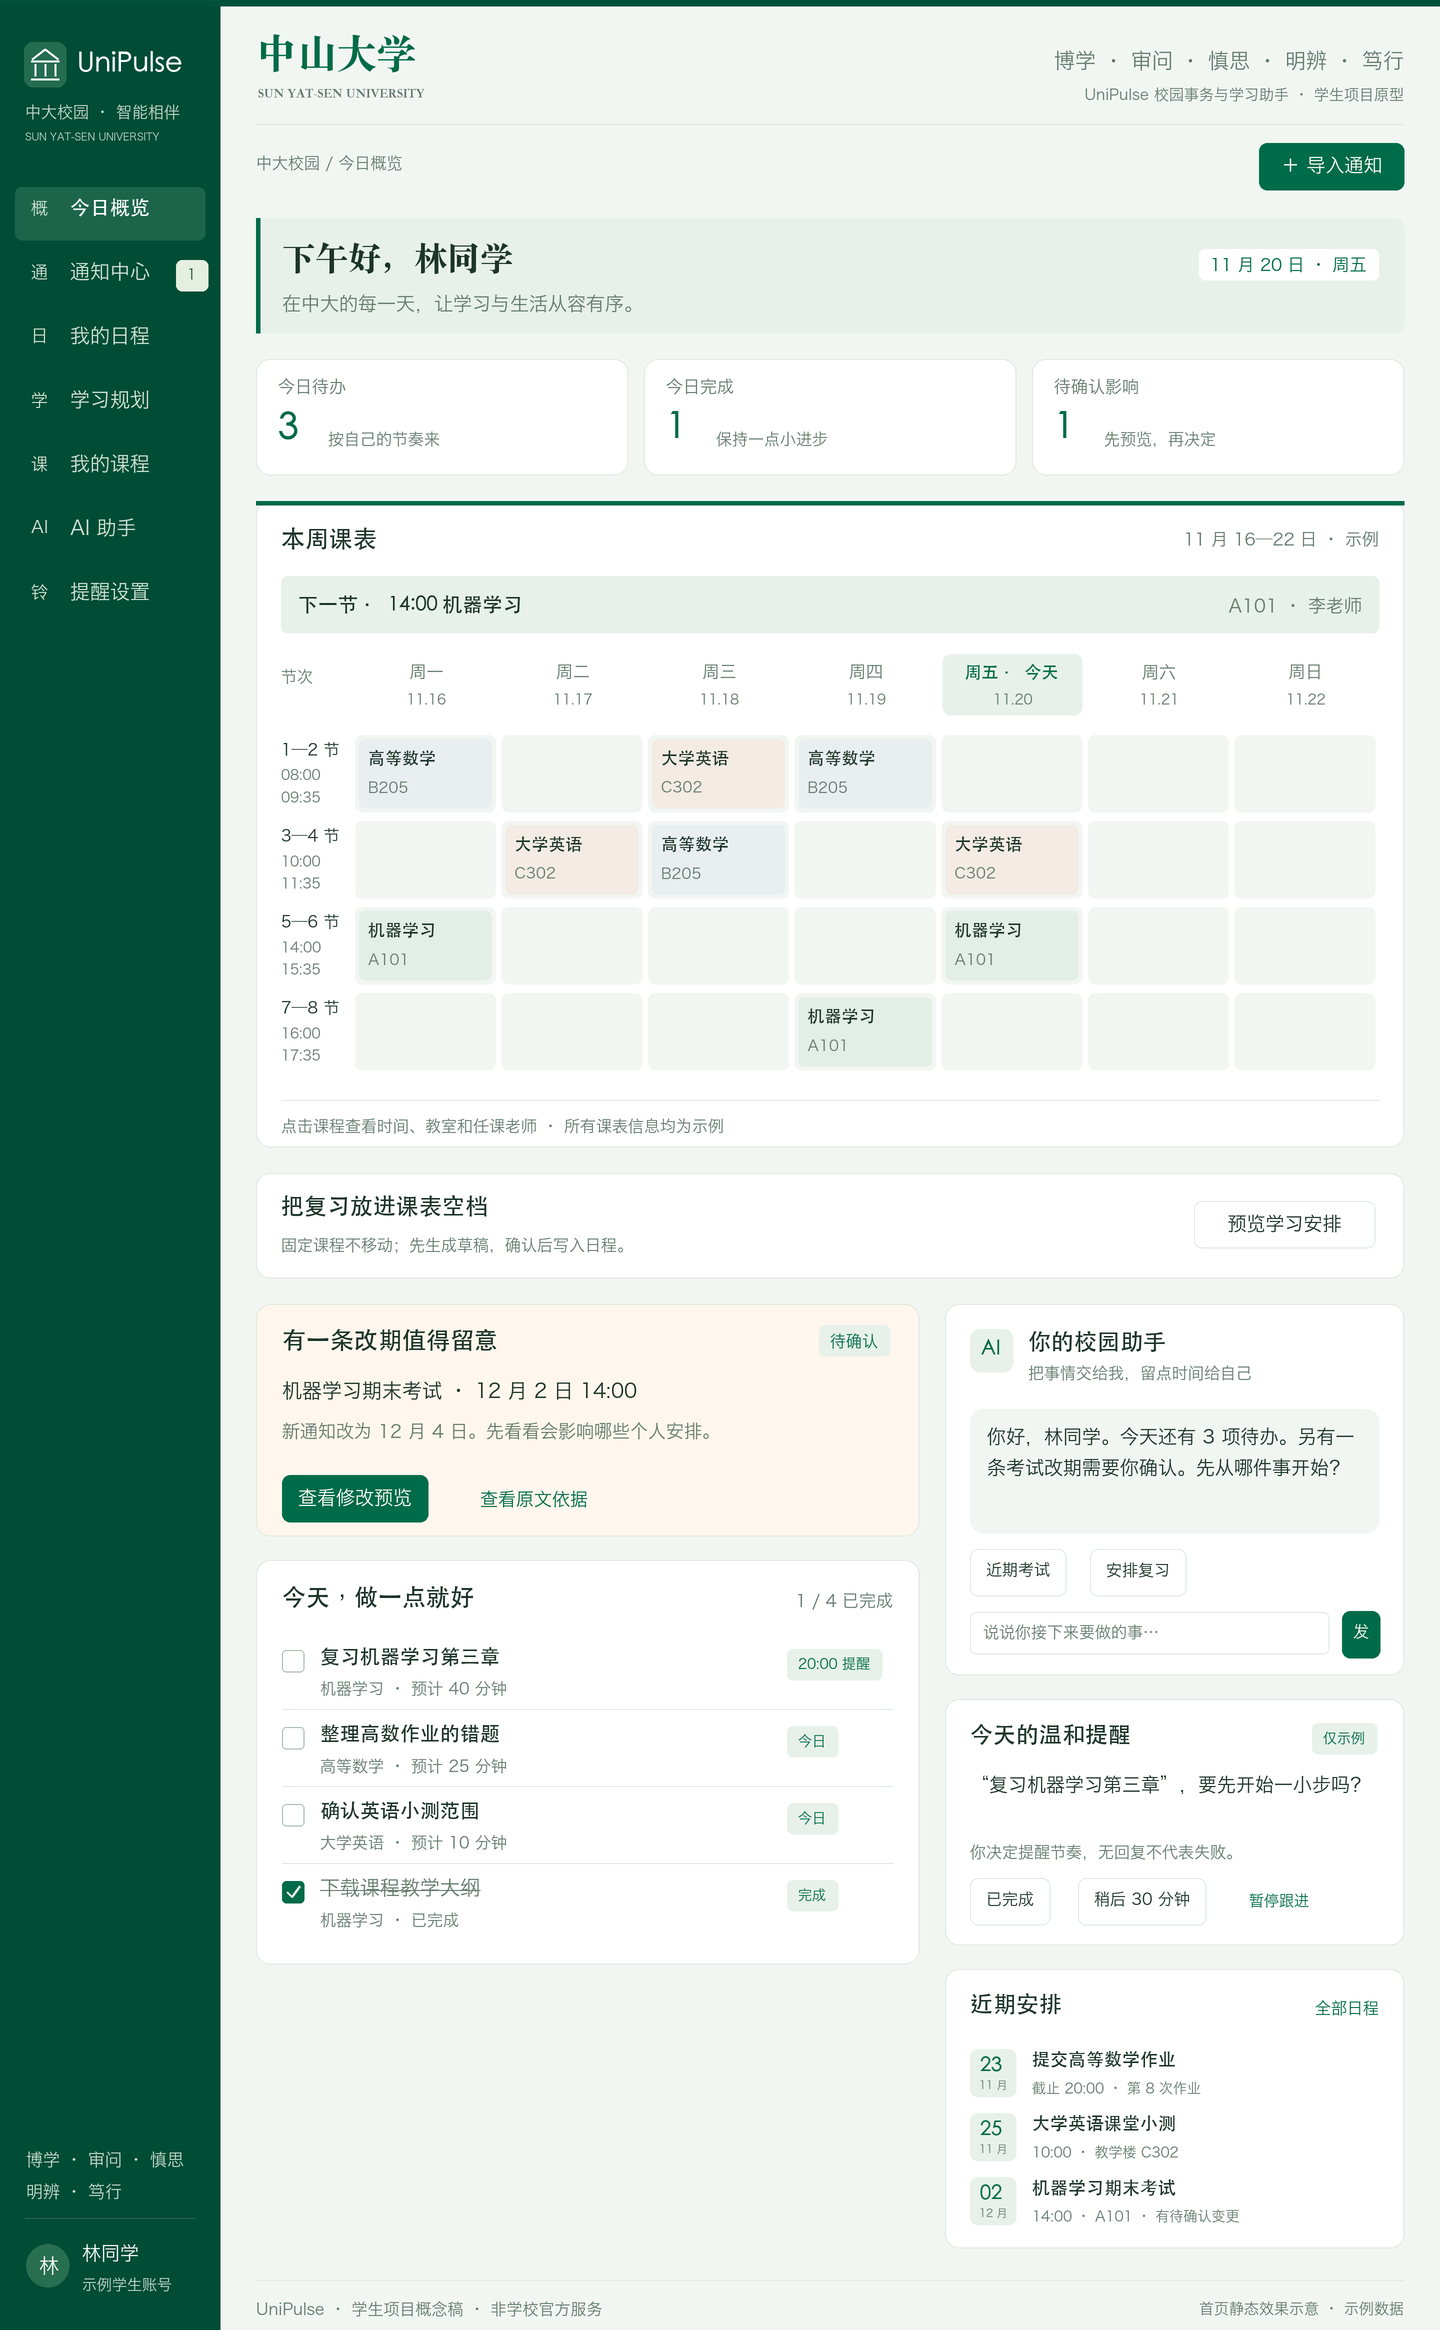 UniPulse
中大校园 · 智能相伴
SUN YAT-SEN UNIVERSITY
概 今日概览
通 通知中心 1
日 我的日程
学 学习规划
课 我的课程
AI AI 助手
铃 提醒设置
博学 · 审问 · 慎思
明辨 · 笃行
林 林同学
示例学生账号
中山大学
SUN YAT-SEN UNIVERSITY
博学 · 审问 · 慎思 · 明辨 · 笃行
UniPulse 校园事务与学习助手 · 学生项目原型
中大校园 / 今日概览
＋ 导入通知
下午好，林同学
在中大的每一天，让学习与生活从容有序。
11 月 20 日 · 周五
今日待办
3 按自己的节奏来
今日完成
1 保持一点小进步
待确认影响
1 先预览，再决定
本周课表
11 月 16—22 日 · 示例
下一节 · 14:00 机器学习
A101 · 李老师
节次 周一 周二 周三 周四 周五 · 今天 周六 周日
11.16 11.17 11.18 11.19 11.20 11.21 11.22
1—2 节 高等数学 大学英语 高等数学
08:00 B205 C302 B205
09:35
3—4 节 大学英语 高等数学 大学英语
10:00 C302 B205 C302
11:35
5—6 节 机器学习 机器学习
14:00 A101 A101
15:35
7—8 节 机器学习
16:00 A101
17:35
点击课程查看时间、教室和任课老师 · 所有课表信息均为示例
把复习放进课表空档
固定课程不移动；先生成草稿，确认后写入日程。
预览学习安排
有一条改期值得留意
待确认
机器学习期末考试 · 12 月 2 日 14:00
新通知改为 12 月 4 日。先看看会影响哪些个人安排。
查看修改预览 查看原文依据
今天，做一点就好
1 / 4 已完成
复习机器学习第三章
机器学习 · 预计 40 分钟
20:00 提醒
整理高数作业的错题
高等数学 · 预计 25 分钟
今日
确认英语小测范围
大学英语 · 预计 10 分钟
今日
下载课程教学大纲
机器学习 · 已完成
完成
AI 你的校园助手
把事情交给我，留点时间给自己
你好，林同学。今天还有 3 项待办。另有一
条考试改期需要你确认。先从哪件事开始？
近期考试 安排复习
说说你接下来要做的事… 发
今天的温和提醒
仅示例
“复习机器学习第三章”，要先开始一小步吗？
你决定提醒节奏，无回复不代表失败。
已完成 稍后 30 分钟 暂停跟进
近期安排
全部日程
23 提交高等数学作业
11 月 截止 20:00 · 第 8 次作业
25 大学英语课堂小测
11 月 10:00 · 教学楼 C302
02 机器学习期末考试
12 月 14:00 · A101 · 有待确认变更
UniPulse · 学生项目概念稿 · 非学校官方服务
首页静态效果示意 · 示例数据